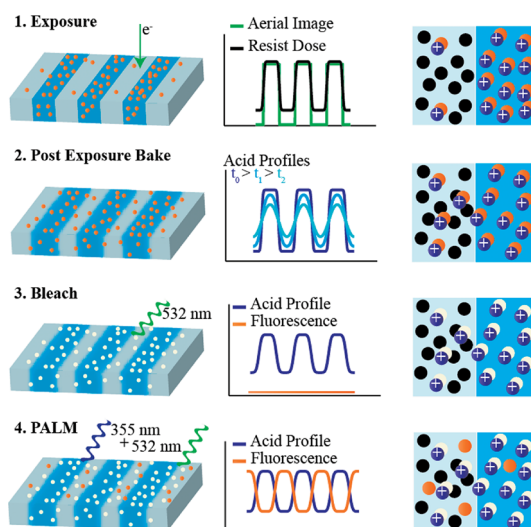 1. Exposure
e-
Aerial Image
Resist Dose
2. Post Exposure Bake
Acid Profiles
t0 > t1 > t2
3. Bleach
532 nm
Acid Profile
Fluorescence
4. PALM
355 nm
+ 532 nm
Acid Profile
Fluorescence